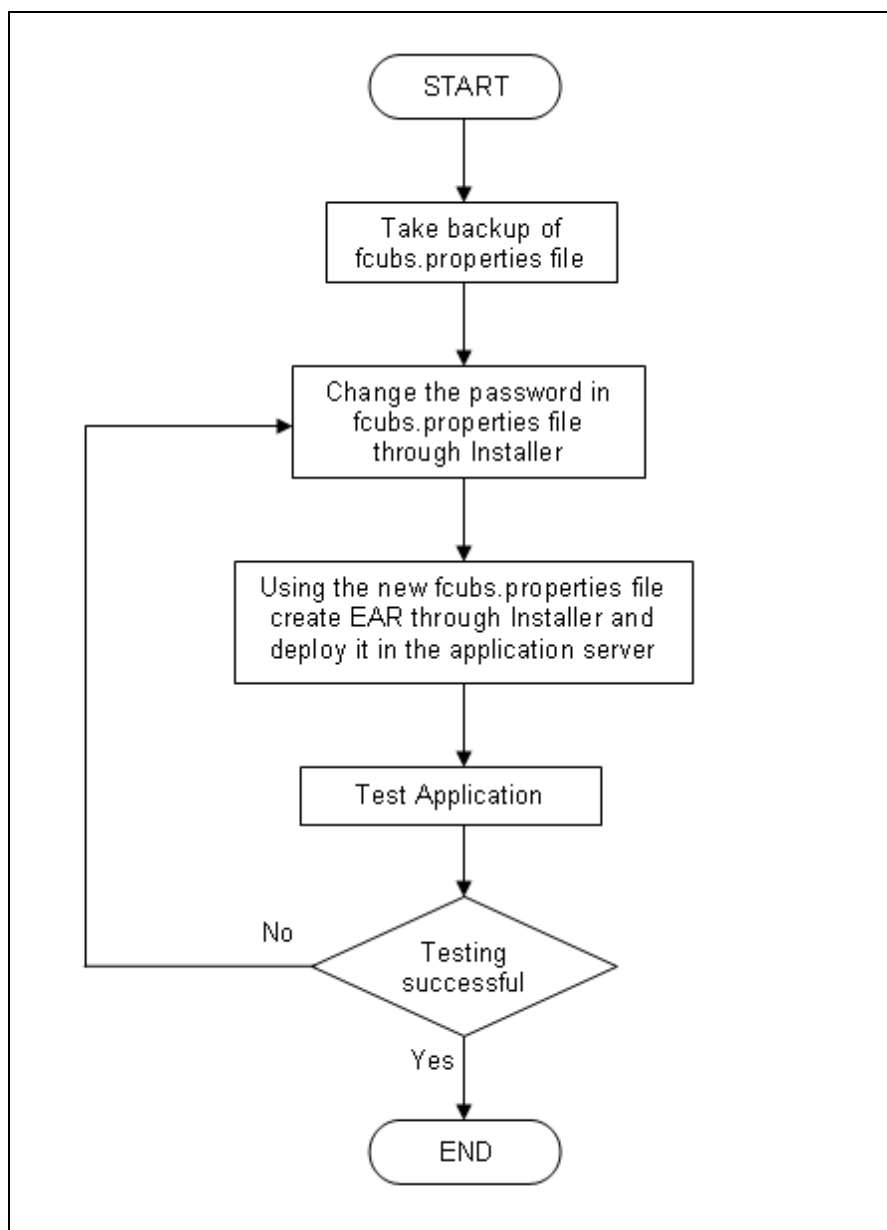 START
Take backup of
fcubs.properties file
Change the password in
fcubs.properties file
through Installer
Using the new fcubs.properties file
create EAR through Installer and
deploy it in the application server
Test Application
No
Testing
successful
Yes
END